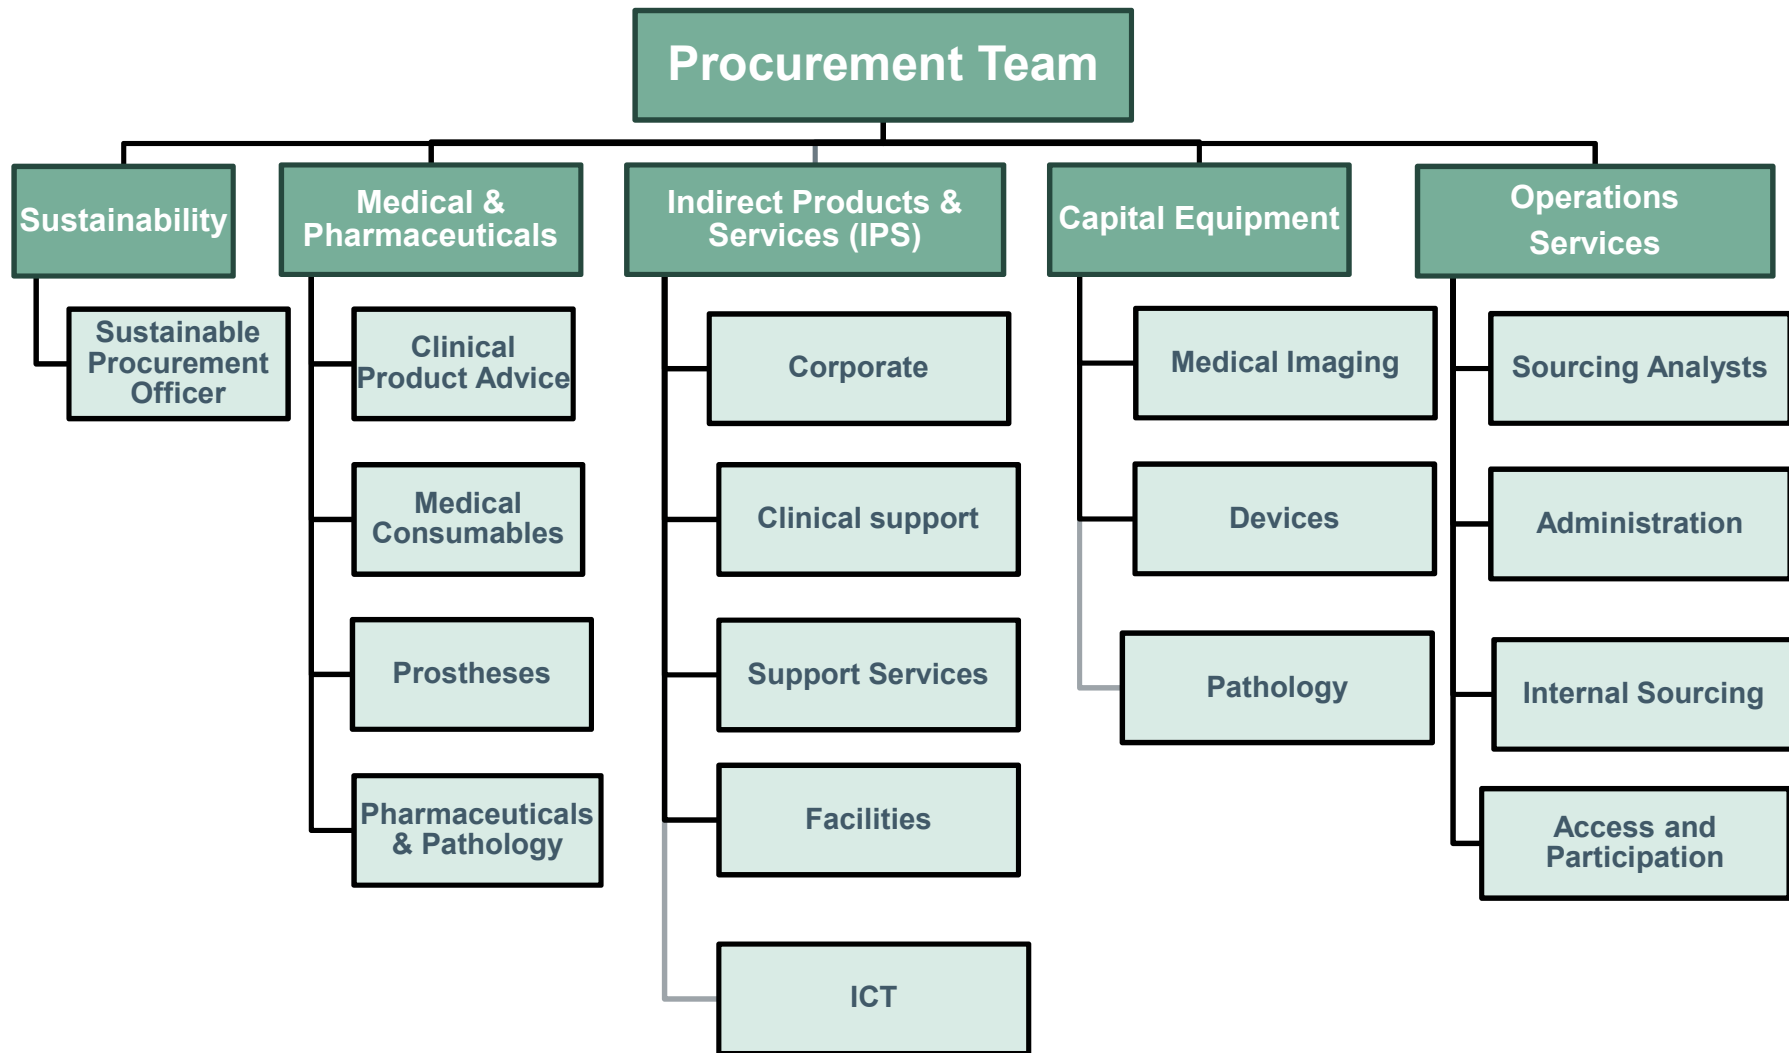 Procurement Team
Sustainability
Medical &
Pharmaceuticals
Indirect Products &
Services (IPS)
Capital Equipment
Operations
Services
Sustainable
Procurement
Officer
Clinical
Product Advice
Medical
Consumables
Prostheses
Pharmaceuticals
& Pathology
Corporate
Clinical support
Support Services
Facilities
ICT
Medical Imaging
Devices
Pathology
Sourcing Analysts
Administration
Internal Sourcing
Access and
Participation